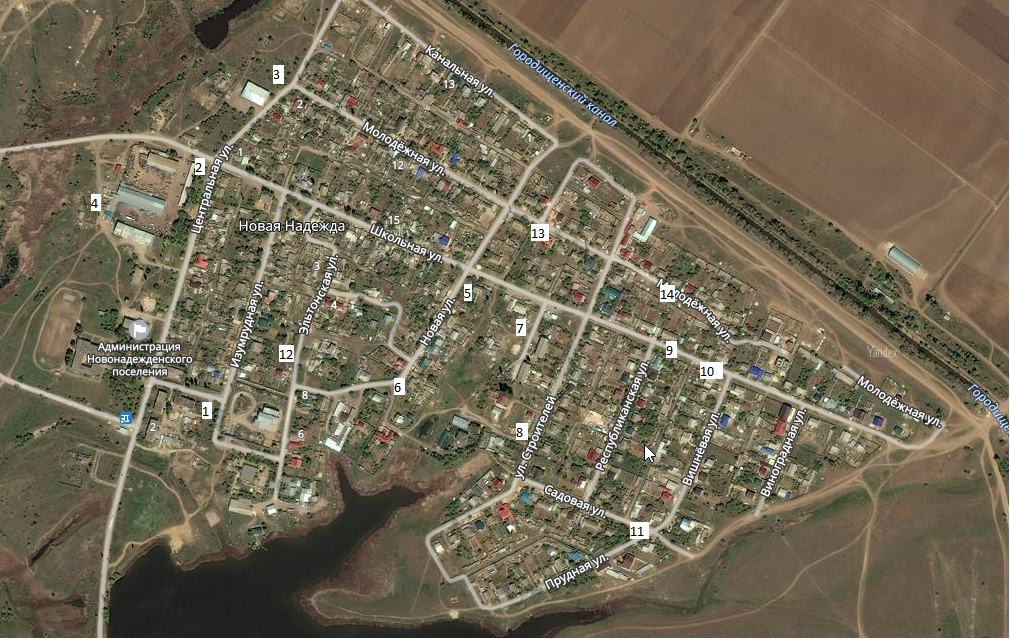 Канальная ул.
Городищенский канал
13
3
2
Молодёжная ул.
12
2
1
Центральная ул.
4
Новая Надежда
15
Школьная ул.
13
3
Эльтонская ул.
Изумрудная ул.
4
5
Новая ул.
14
Молодёжная ул.
7
Администрация
Новонадежденского
поселения
12
9
Yandex
10
6
8
1
2
6
8
Молодёжная ул.
Городищенс
ул. Строителей
Республиканская ул.
Вишнёвая ул.
Виноградная ул.
Садовая ул.
11
Прудная ул.